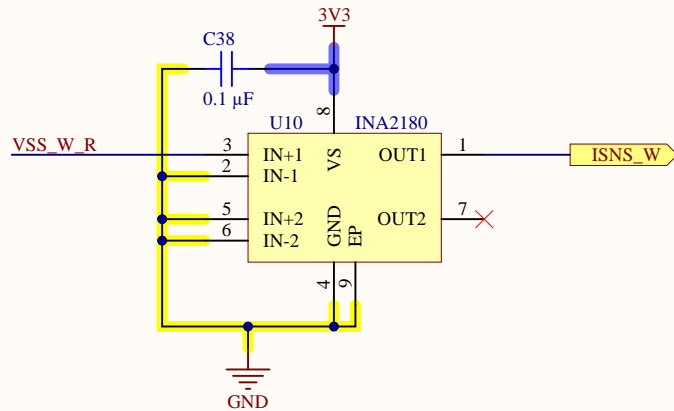 3V3
C38
0.1 µF
8
U10
INA2180
VSS_W_R
3
IN+1
VS
OUT1
1
ISNS_W
2
IN-1
5
IN+2
GND
OUT2
7
6
IN-2
EP
4
9
GND